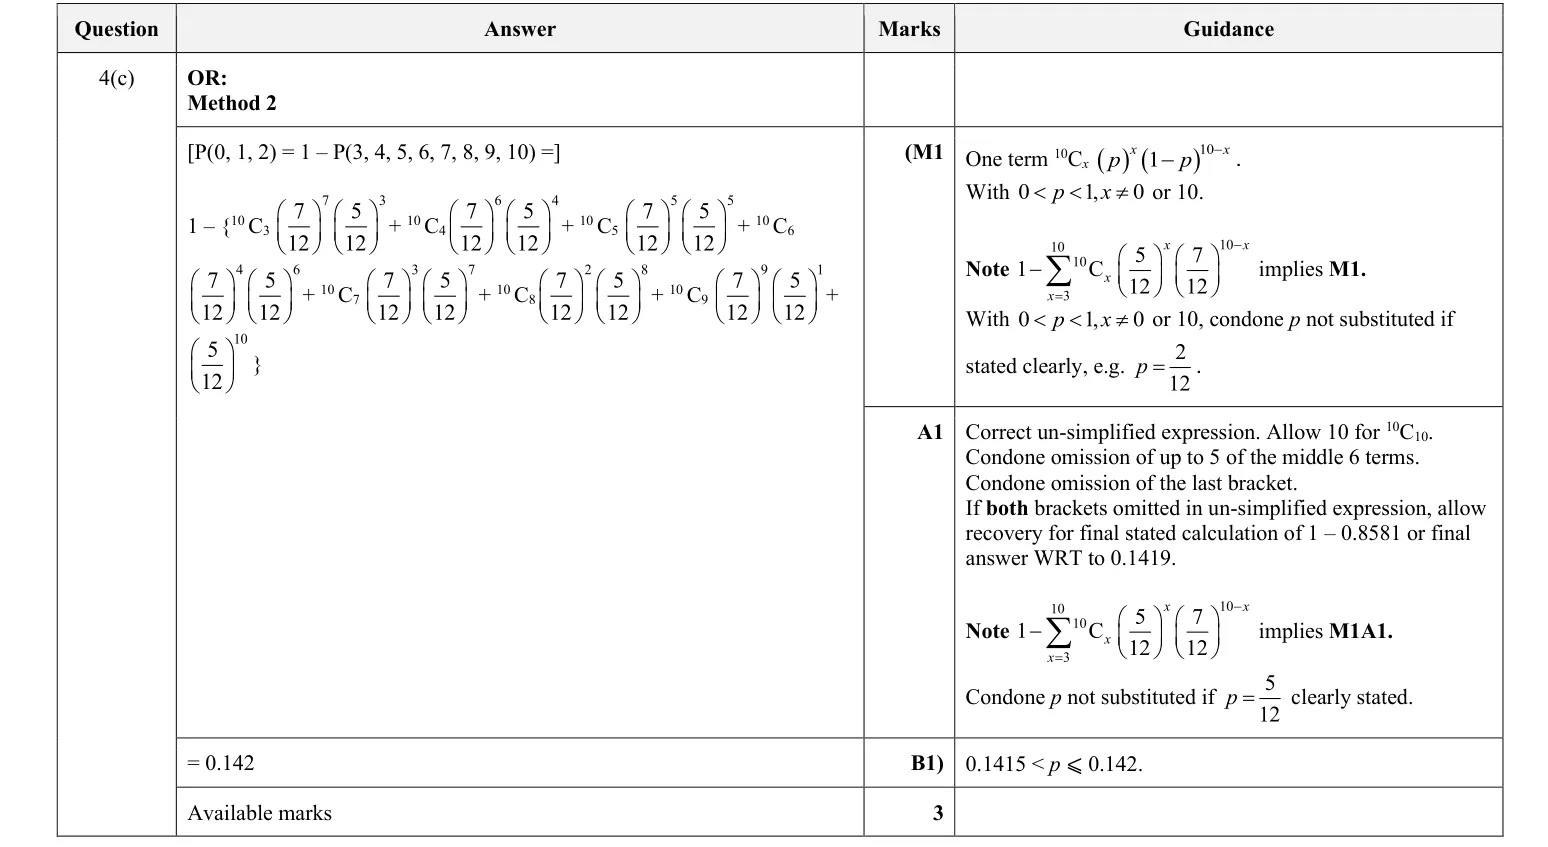 Question Answer Marks Guidance
4(c) OR:
Method 2
[P(0, 1, 2) = 1 – P(3, 4, 5, 6, 7, 8, 9, 10) =]
1 – {¹⁰C₃ (7/12)⁷ (5/12)³ + ¹⁰C₄ (7/12)⁶ (5/12)⁴ + ¹⁰C₅ (7/12)⁵ (5/12)⁵ + ¹⁰C₆
(7/12)⁴ (5/12)⁶ + ¹⁰C₇ (7/12)³ (5/12)⁷ + ¹⁰C₈ (7/12)² (5/12)⁸ + ¹⁰C₉ (7/12)⁹ (5/12)¹ +
(5/12)¹⁰ }
(M1 One term ¹⁰Cₓ (p)ˣ (1 − p)¹⁰⁻ˣ .
With 0 < p < 1, x ≠ 0 or 10.
Note 1 − ∑ₓ₌₃¹⁰ ¹⁰Cₓ (5/12)ˣ (7/12)¹⁰⁻ˣ implies M1.
With 0 < p < 1, x ≠ 0 or 10, condone p not substituted if
stated clearly, e.g. p = 2/12 .
A1 Correct un-simplified expression. Allow 10 for ¹⁰C₁₀.
Condone omission of up to 5 of the middle 6 terms.
Condone omission of the last bracket.
If both brackets omitted in un-simplified expression, allow
recovery for final stated calculation of 1 – 0.8581 or final
answer WRT to 0.1419.
Note 1 − ∑ₓ₌₃¹⁰ ¹⁰Cₓ (5/12)ˣ (7/12)¹⁰⁻ˣ implies M1A1.
Condone p not substituted if p = 5/12 clearly stated.
= 0.142 B1) 0.1415 < p ⩽ 0.142.
Available marks 3